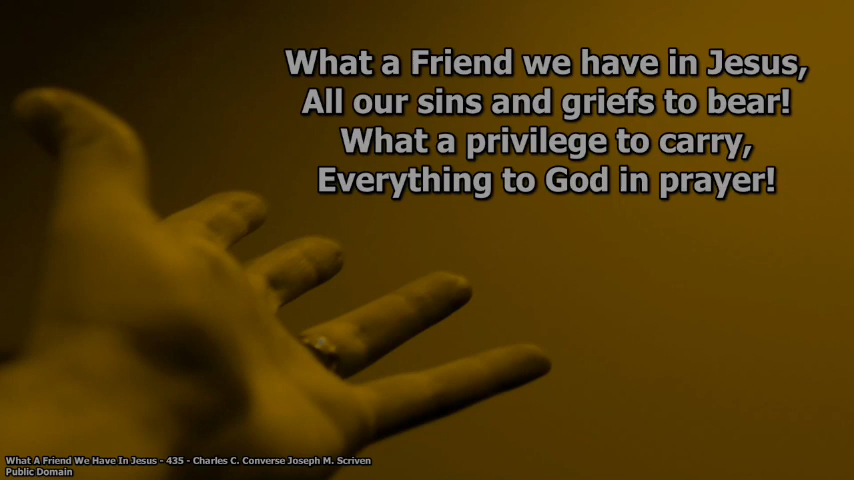 What a Friend we have in Jesus,
All our sins and griefs to bear!
What a privilege to carry,
Everything to God in prayer!
What A Friend We Have In Jesus - 435 - Charles C. Converse Joseph M. Scriven
Public Domain